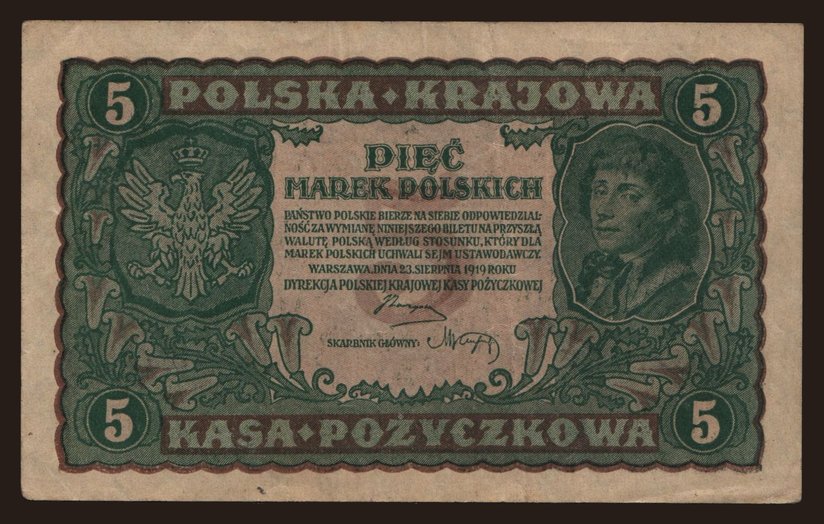 5 POLSKA KRAJOWA 5
PIĘĆ
MAREK POLSKICH
PAŃSTWO POLSKIE BIERZE NA SIEBIE ODPOWIEDZIAL-
NOŚĆ ZA WYMIANĘ NINIEJSZEGO BILETU NA PRZYSZŁĄ
WALUTĘ POLSKĄ WEDŁUG STOSUNKU, KTÓRY DLA
MAREK POLSKICH UCHWALI SEJM USTAWODAWCZY.
WARSZAWA, DNIA 23. SIERPNIA 1919 ROKU
DYREKCJA POLSKIEJ KRAJOWEJ KASY POŻYCZKOWEJ
SKARBNIK GŁÓWNY:
5 KASA POŻYCZKOWA 5